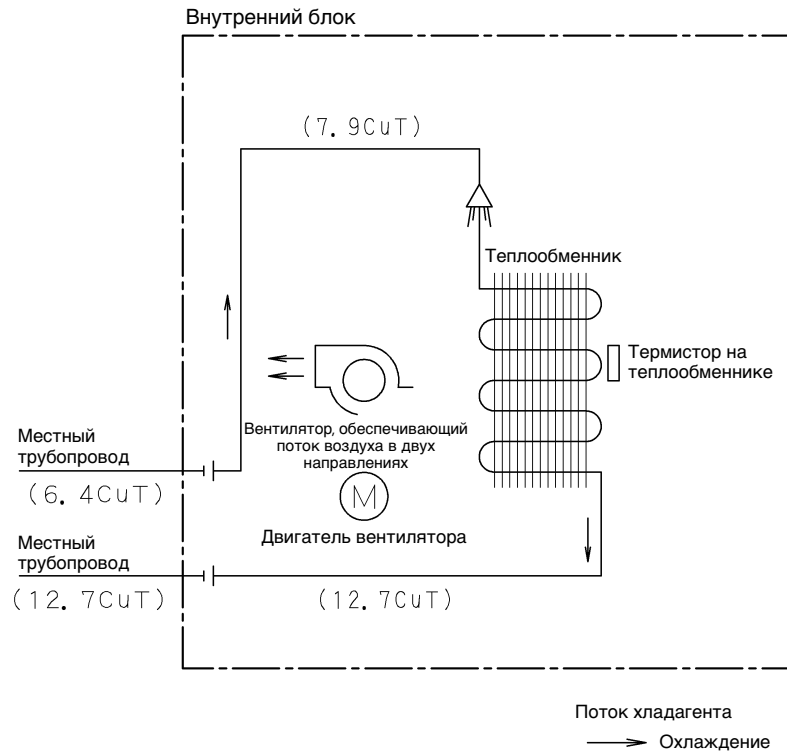 Внутренний блок
(7.9CuT)
Теплообменник
Термистор на
теплообменнике
Вентилятор, обеспечивающий
поток воздуха в двух
направлениях
Местный
трубопровод
(6.4CuT)
M
Двигатель вентилятора
Местный
трубопровод
(12.7CuT)
(12.7CuT)
Поток хладагента
Охлаждение